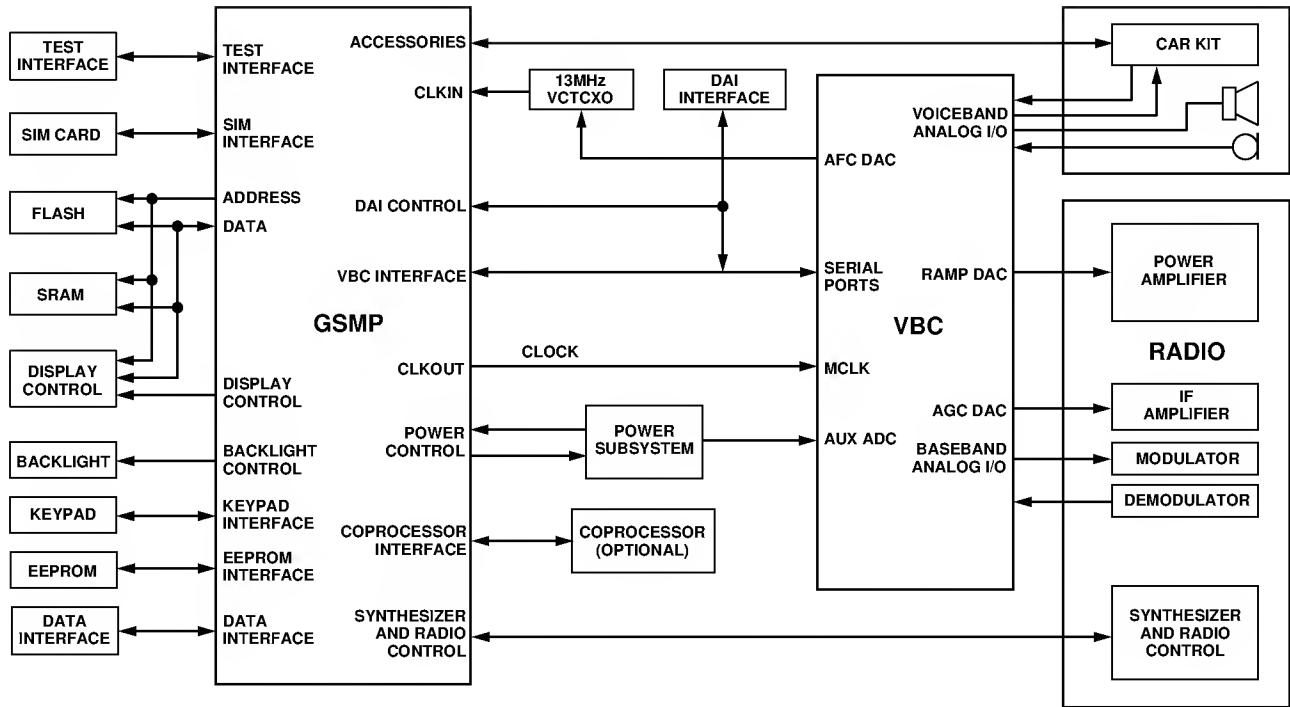 TEST
INTERFACE
SIM CARD
FLASH
SRAM
DISPLAY
CONTROL
BACKLIGHT
KEYPAD
EEPROM
DATA
INTERFACE
TEST
INTERFACE
SIM
INTERFACE
ADDRESS
DATA
DISPLAY
CONTROL
BACKLIGHT
CONTROL
KEYPAD
INTERFACE
EEPROM
INTERFACE
DATA
INTERFACE
GSMP
ACCESSORIES
CLKIN
DAI CONTROL
VBC INTERFACE
CLKOUT
POWER
CONTROL
COPROCESSOR
INTERFACE
SYNTHESIZER
AND RADIO
CONTROL
13MHz
VCTCXO
DAI
INTERFACE
CLOCK
POWER
SUBSYSTEM
COPROCESSOR
(OPTIONAL)
AFC DAC
SERIAL
PORTS
MCLK
AUX ADC
VBC
VOICEBAND
ANALOG I/O
RAMP DAC
AGC DAC
BASEBAND
ANALOG I/O
CAR KIT
POWER
AMPLIFIER
RADIO
IF
AMPLIFIER
MODULATOR
DEMODULATOR
SYNTHESIZER
AND RADIO
CONTROL